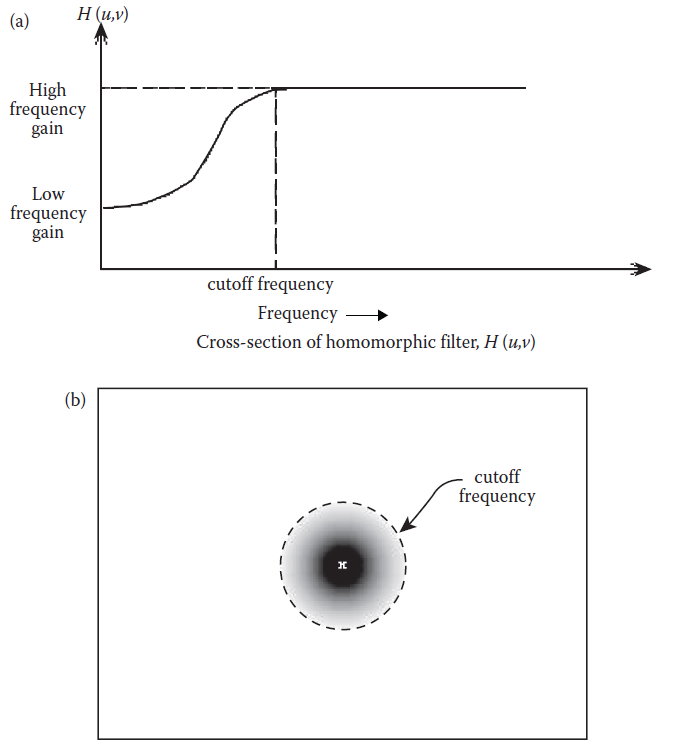 (a)
H (u,v)
High
frequency
gain
Low
frequency
gain
cutoff frequency
Frequency
Cross-section of homomorphic filter, H (u,v)
(b)
cutoff
frequency